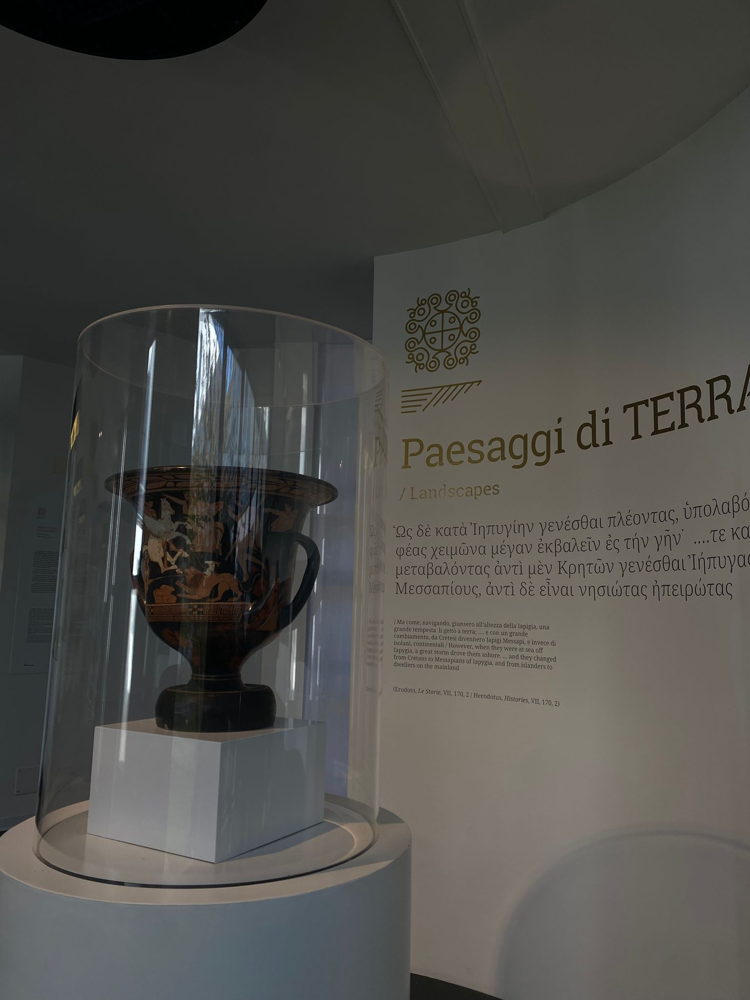 Paesaggi di TERRA
/ Landscapes
Ὡς δὲ κατὰ Ἰηπυγίην γενέσθαι πλέοντας, ὑπολαβό
φέας χειμῶνα μέγαν ἐκβαλεῖν ἐς τήν γῆν˙ ....τε κα
μεταβαλόντας ἀντὶ μὲν Κρητῶν γενέσθαι Ἰήπυγας
Μεσσαπίους, ἀντὶ δὲ εἶναι νησιώτας ἠπειρώτας
/ Ma come, navigando, giunsero all'altezza della Iapigia, una
grande tempesta li gettò a terra; .... e con un grande
cambiamento, da Cretesi divennero Iapigi Messapi, e invece di
isolani, continentali / However, when they were at sea off
Iapygia, a great storm drove them ashore. ... and they changed
from Cretans to Messapians of Iapygia, and from islanders to
dwellers on the mainland
(Erodoto, Le Storie, VII, 170, 2 / Herodotus, Histories, VII, 170, 2)